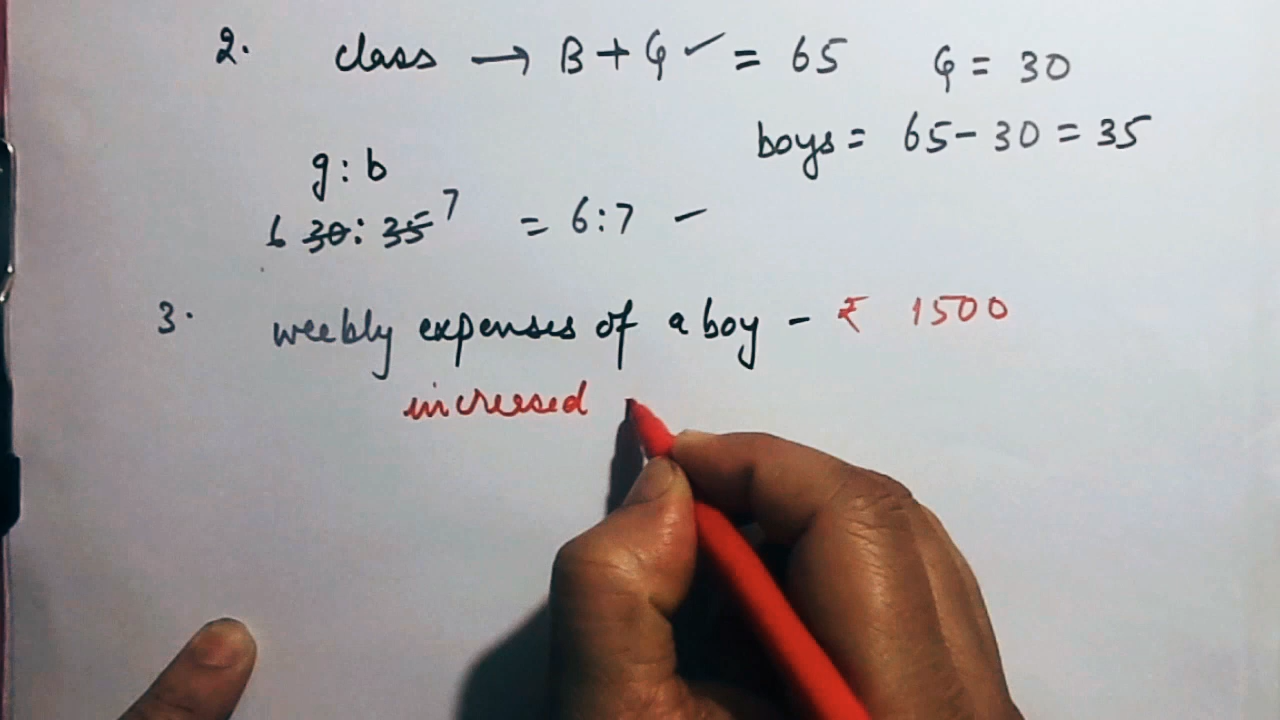 2. class → B + G ✓ = 65 G = 30
boys = 65 - 30 = 35
g : b
6 30 : 35 7 = 6:7 -
3. weekly expenses of a boy - ₹ 1500
increesed